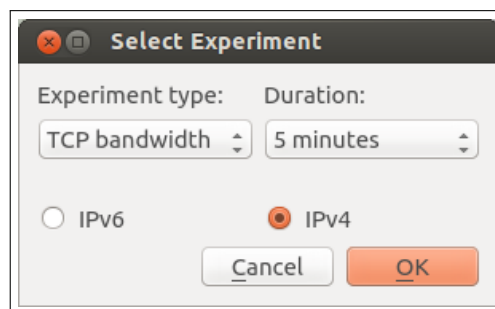 Select Experiment
Experiment type: Duration:
TCP bandwidth 5 minutes
IPv6 IPv4
Cancel OK